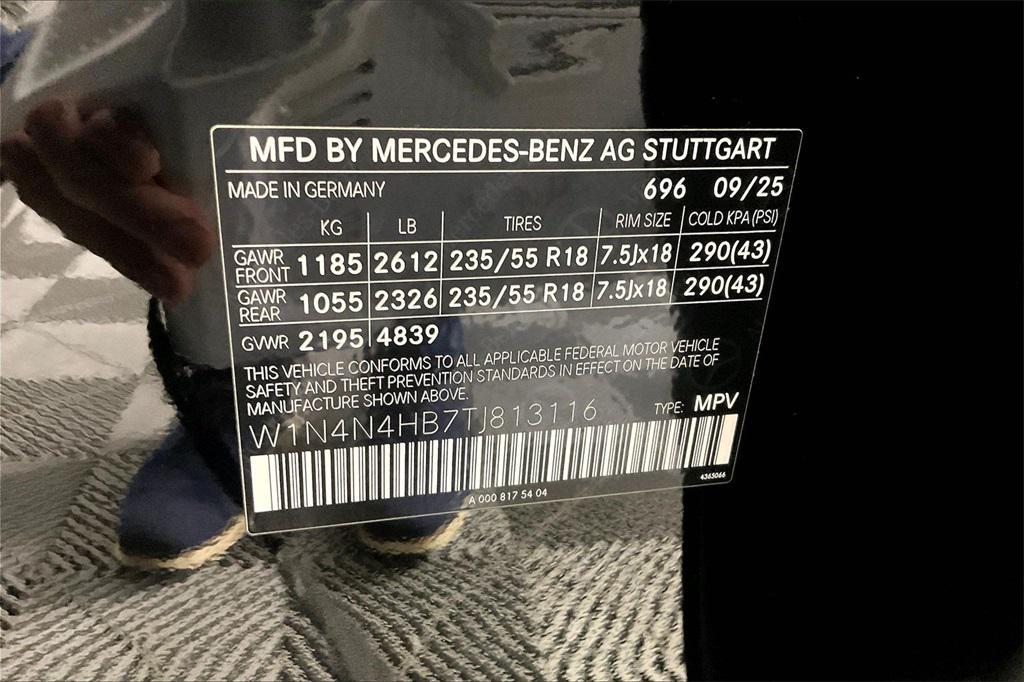 MFD BY MERCEDES-BENZ AG STUTTGART
MADE IN GERMANY 696 09/25
KG LB TIRES RIM SIZE COLD KPA(PSI)
GAWR FRONT 1185 2612 235/55 R18 7.5Jx18 290(43)
GAWR REAR 1055 2326 235/55 R18 7.5Jx18 290(43)
GVWR 2195 4839
THIS VEHICLE CONFORMS TO ALL APPLICABLE FEDERAL MOTOR VEHICLE
SAFETY AND THEFT PREVENTION STANDARDS IN EFFECT ON THE DATE OF
MANUFACTURE SHOWN ABOVE.
W1N4N4HB7TJ813116 TYPE: MPV
A 000 817 54 04 4363066